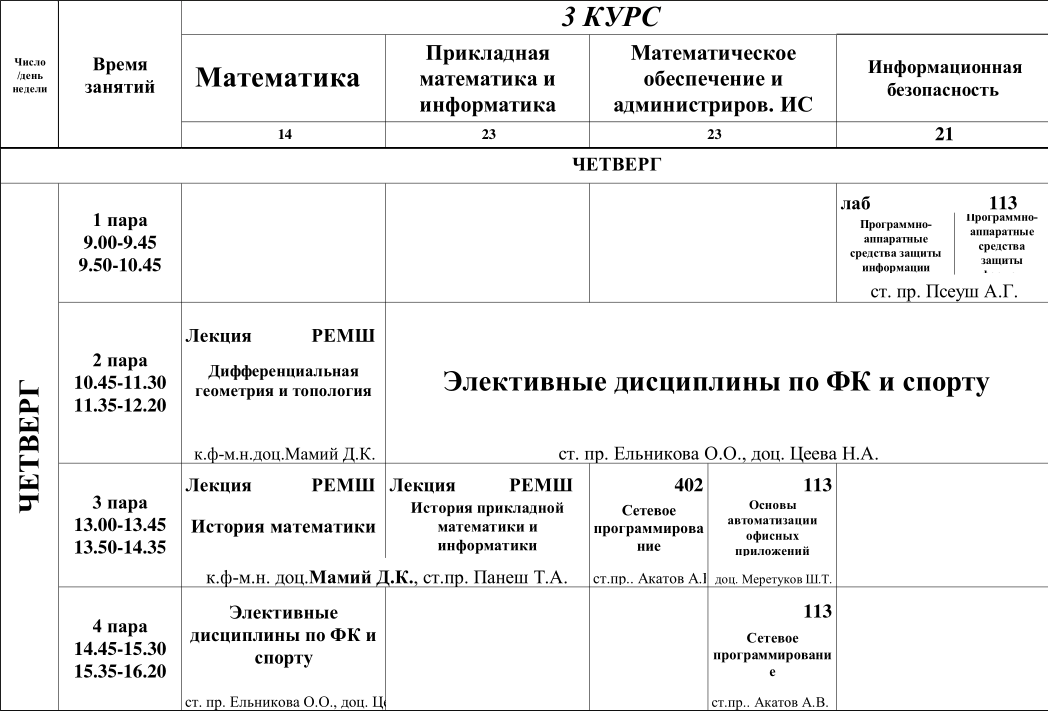 3 КУРС
Число
/день
недели
Время
занятий
Математика
Прикладная
математика и
информатика
Математическое
обеспечение и
администриров. ИС
Информационная
безопасность
14
23
23
21
ЧЕТВЕРГ
ЧЕТВЕРГ
1 пара
9.00-9.45
9.50-10.45
лаб 113
Программно-
аппаратные
средства защиты
информации
Программно-
аппаратные
средства
защиты
ст. пр. Псеуш А.Г.
2 пара
10.45-11.30
11.35-12.20
Лекция РЕМШ
Дифференциальная
геометрия и топология
к.ф-м.н.доц.Мамий Д.К.
Элективные дисциплины по ФК и спорту
ст. пр. Ельникова О.О., доц. Цеева Н.А.
3 пара
13.00-13.45
13.50-14.35
Лекция РЕМШ
История математики
Лекция РЕМШ
История прикладной
математики и
информатики
к.ф-м.н. доц.Мамий Д.К., ст.пр. Панеш Т.А.
402
Сетевое
программирова
ние
ст.пр.. Акатов А.
113
Основы
автоматизации
офисных
приложений
доц. Меретуков Ш.Т.
4 пара
14.45-15.30
15.35-16.20
Элективные
дисциплины по ФК и
спорту
ст. пр. Ельникова О.О., доц.
113
Сетевое
программировани
е
ст.пр.. Акатов А.В.